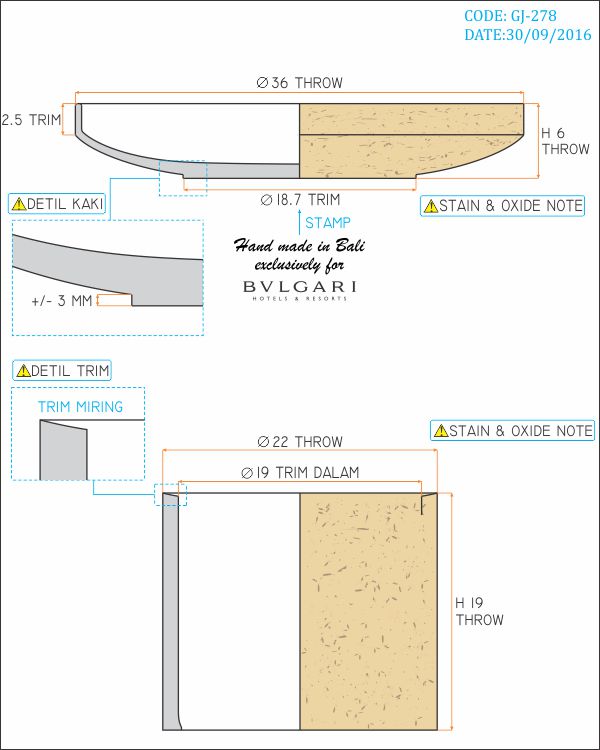 CODE: GJ-278
DATE:30/09/2016
Ø 36 THROW
2.5 TRIM
H 6
THROW
Ø 18.7 TRIM
DETIL KAKI
STAIN & OXIDE NOTE
STAMP
Hand made in Bali
exclusively for
BVLGARI
HOTELS & RESORTS
+/- 3 MM
DETIL TRIM
TRIM MIRING
STAIN & OXIDE NOTE
Ø 22 THROW
Ø 19 TRIM DALAM
H 19
THROW